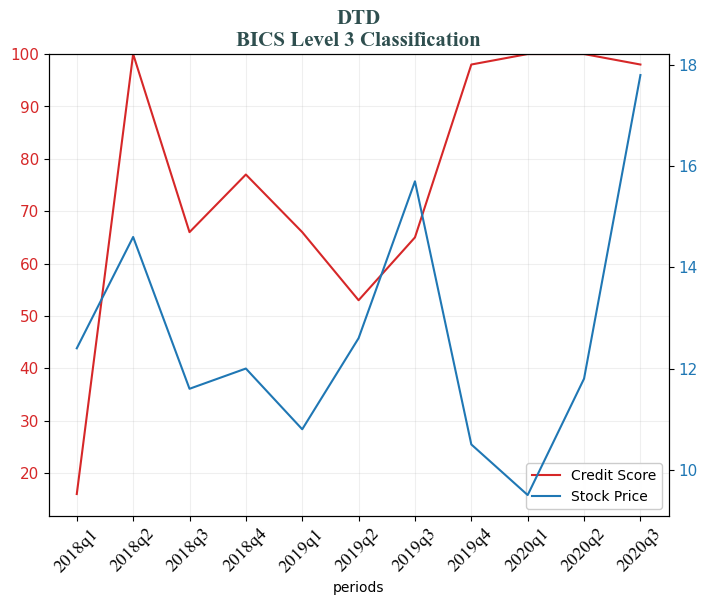 DTD
BICS Level 3 Classification
100
90
80
70
60
50
40
30
20
18
16
14
12
10
Credit Score
Stock Price
2018q1
2018q2
2018q3
2018q4
2019q1
2019q2
2019q3
2019q4
2020q1
2020q2
2020q3
periods